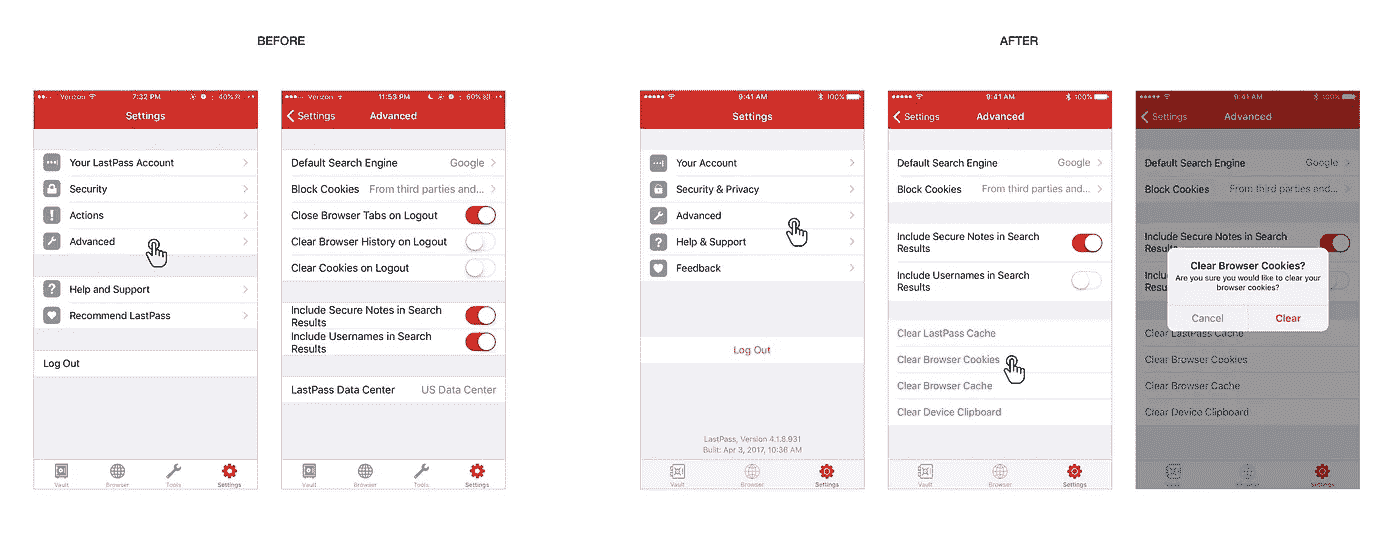 BEFORE
Verizon 7:32 PM 40%
Settings
Your LastPass Account
Security
Actions
Advanced
Help and Support
Recommend LastPass
Log Out
Vault Browser Tools Settings
Verizon 11:53 PM 60%
Settings Advanced
Default Search Engine Google
Block Cookies From third parties and...
Close Browser Tabs on Logout
Clear Browser History on Logout
Clear Cookies on Logout
Include Secure Notes in Search
Results
Include Usernames in Search
Results
LastPass Data Center US Data Center
Vault Browser Tools Settings
AFTER
9:41 AM 100%
Settings
Your Account
Security & Privacy
Advanced
Help & Support
Feedback
Log Out
LastPass, Version 4.1.8.931
Built: Apr 3, 2017, 10:36 AM
Vault Browser Settings
9:41 AM 100%
Settings Advanced
Default Search Engine Google
Block Cookies From third parties and...
Include Secure Notes in Search
Results
Include Usernames in Search
Results
Clear LastPass Cache
Clear Browser Cookies
Clear Browser Cache
Clear Device Clipboard
Vault Browser Settings
9:41 AM 100%
Settings Advanced
Default Search Engine Google
Block Cookies From third parties and...
Include Secure Notes in Search
Results
Clear Browser Cookies?
Are you sure you would like to clear your
browser cookies?
Cancel Clear
Clear LastPass Cache
Clear Browser Cookies
Clear Browser Cache
Clear Device Clipboard
Settings